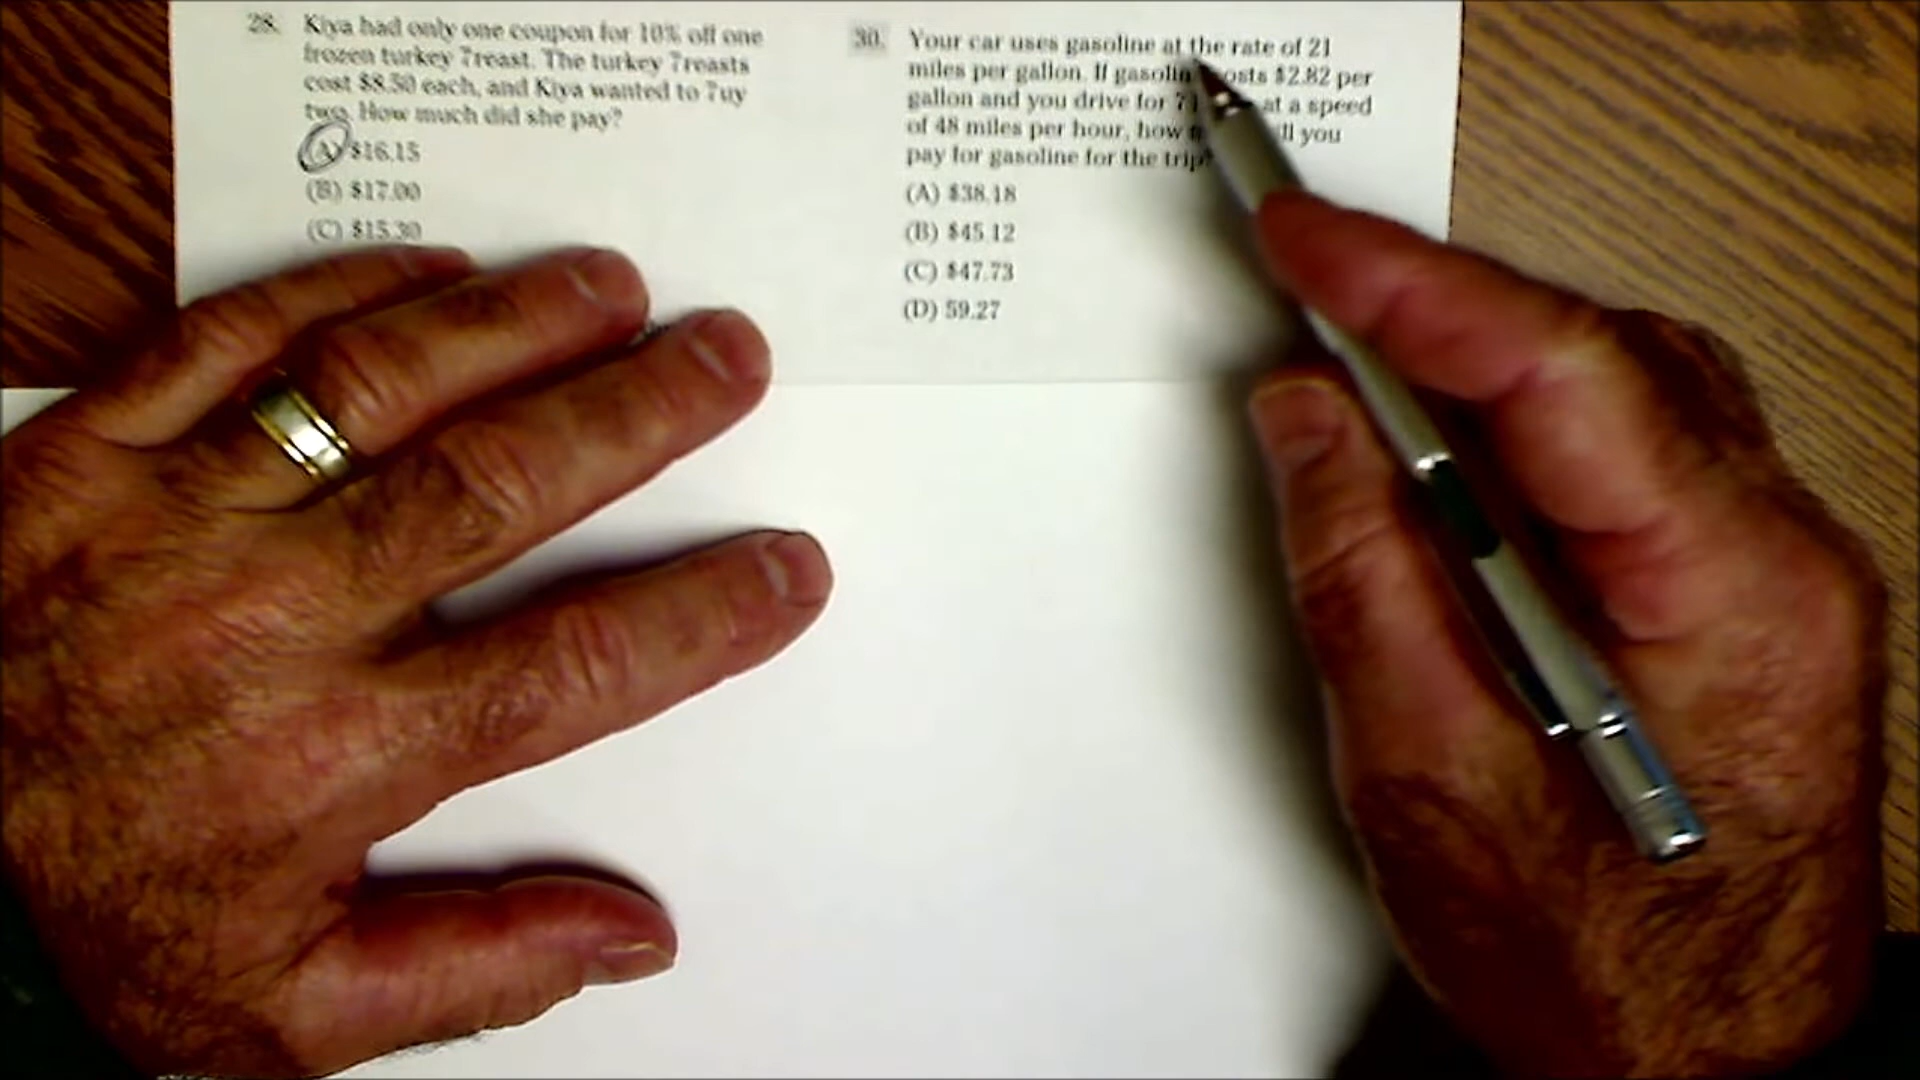 28. Kiya had only one coupon for 10% off one
frozen turkey 7reast. The turkey 7reasts
cost $8.50 each, and Kiya wanted to 7uy
two. How much did she pay?
(A) $16.15
(B) $17.00
(C) $15.30
30. Your car uses gasoline at the rate of 21
miles per gallon. If gasolin osts $2.82 per
gallon and you drive for 7 at a speed
of 48 miles per hour, how ill you
pay for gasoline for the trip?
(A) $38.18
(B) $45.12
(C) $47.73
(D) 59.27